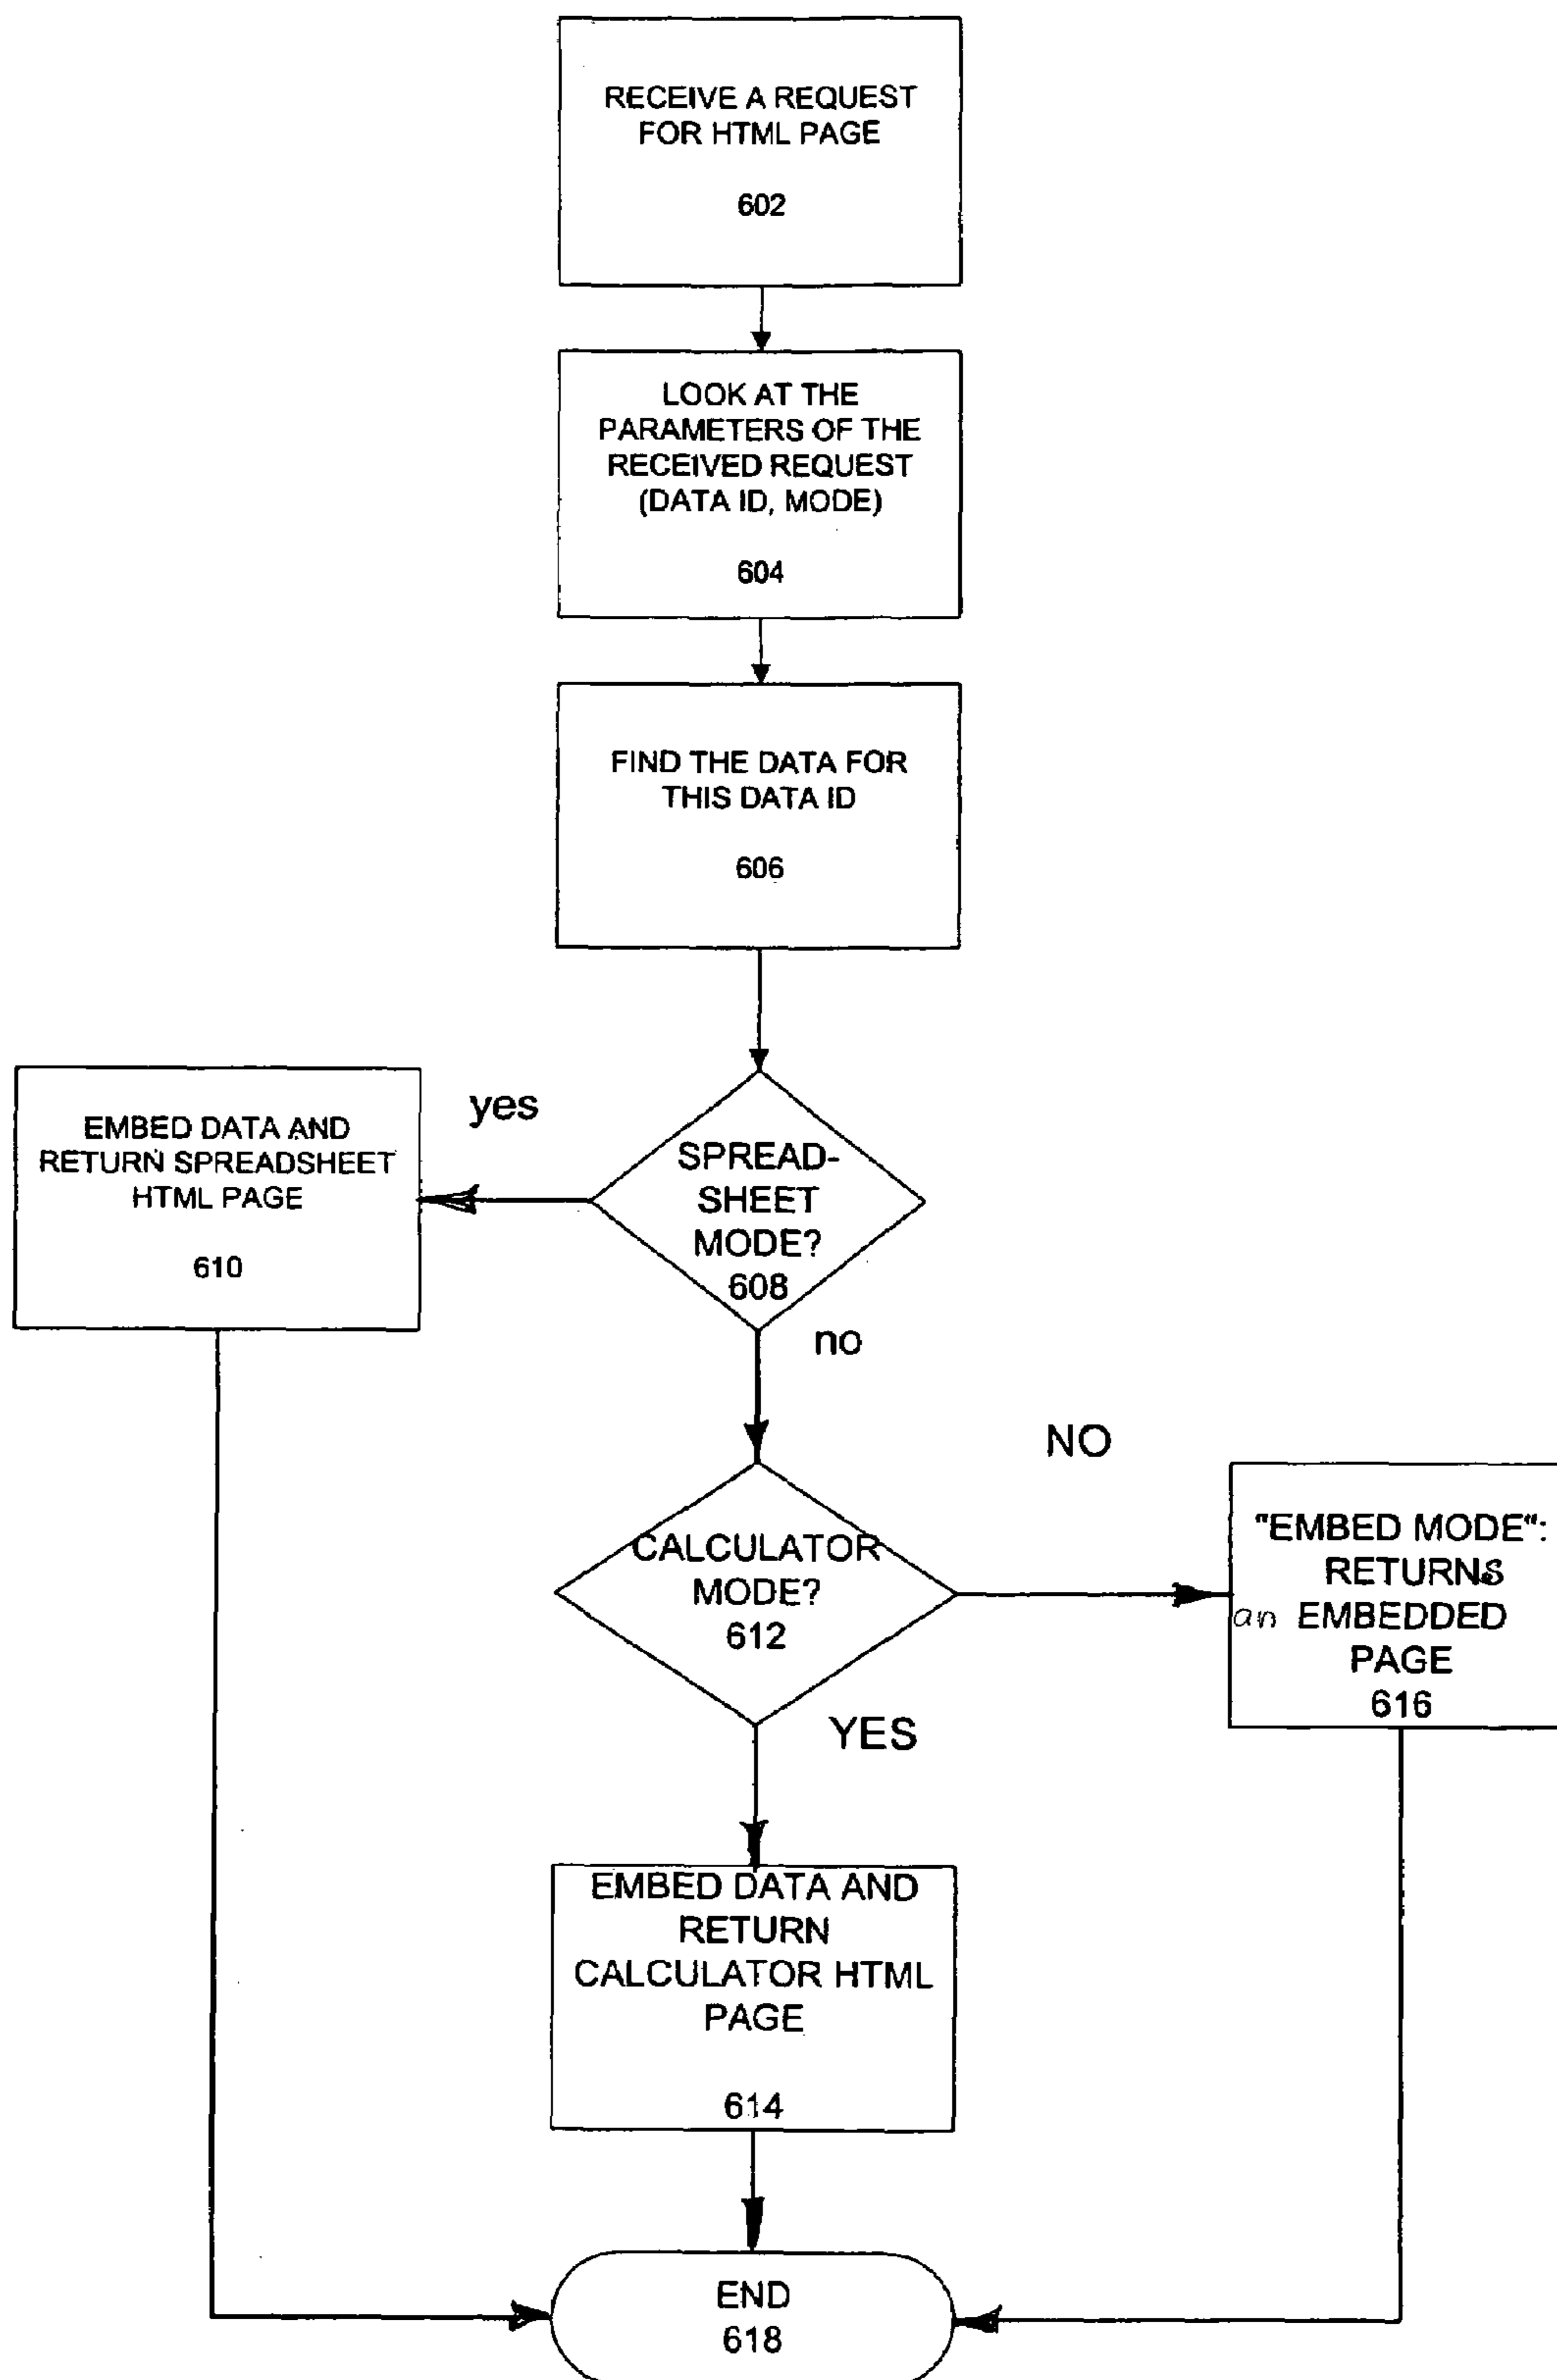 RECEIVE A REQUEST
FOR HTML PAGE
602
LOOK AT THE
PARAMETERS OF THE
RECEIVED REQUEST
(DATA ID, MODE)
604
FIND THE DATA FOR
THIS DATA ID
606
SPREAD-
SHEET
MODE?
608
yes
EMBED DATA AND
RETURN SPREADSHEET
HTML PAGE
610
no
CALCULATOR
MODE?
612
NO
"EMBED MODE":
RETURNS
an EMBEDDED
PAGE
616
YES
EMBED DATA AND
RETURN
CALCULATOR HTML
PAGE
614
END
618